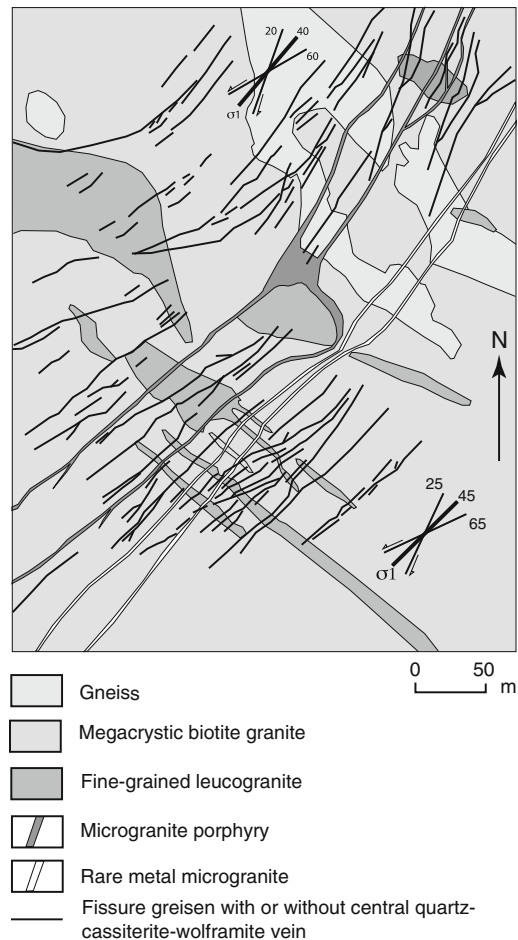 20 40
60
σ1
N
25
45
65
σ1
0 50
m
Gneiss
Megacrystic biotite granite
Fine-grained leucogranite
Microgranite porphyry
Rare metal microgranite
Fissure greisen with or without central quartz-
cassiterite-wolframite vein